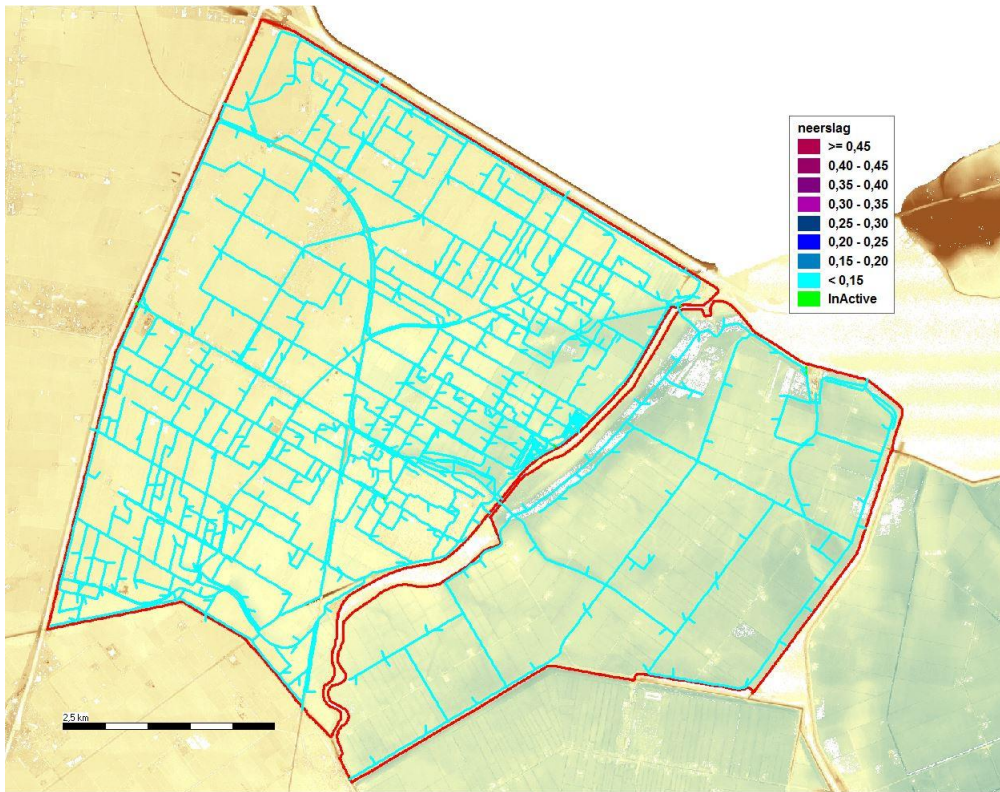 neerslag
>= 0,45
0,40 - 0,45
0,35 - 0,40
0,30 - 0,35
0,25 - 0,30
0,20 - 0,25
0,15 - 0,20
< 0,15
InActive
2,5 km